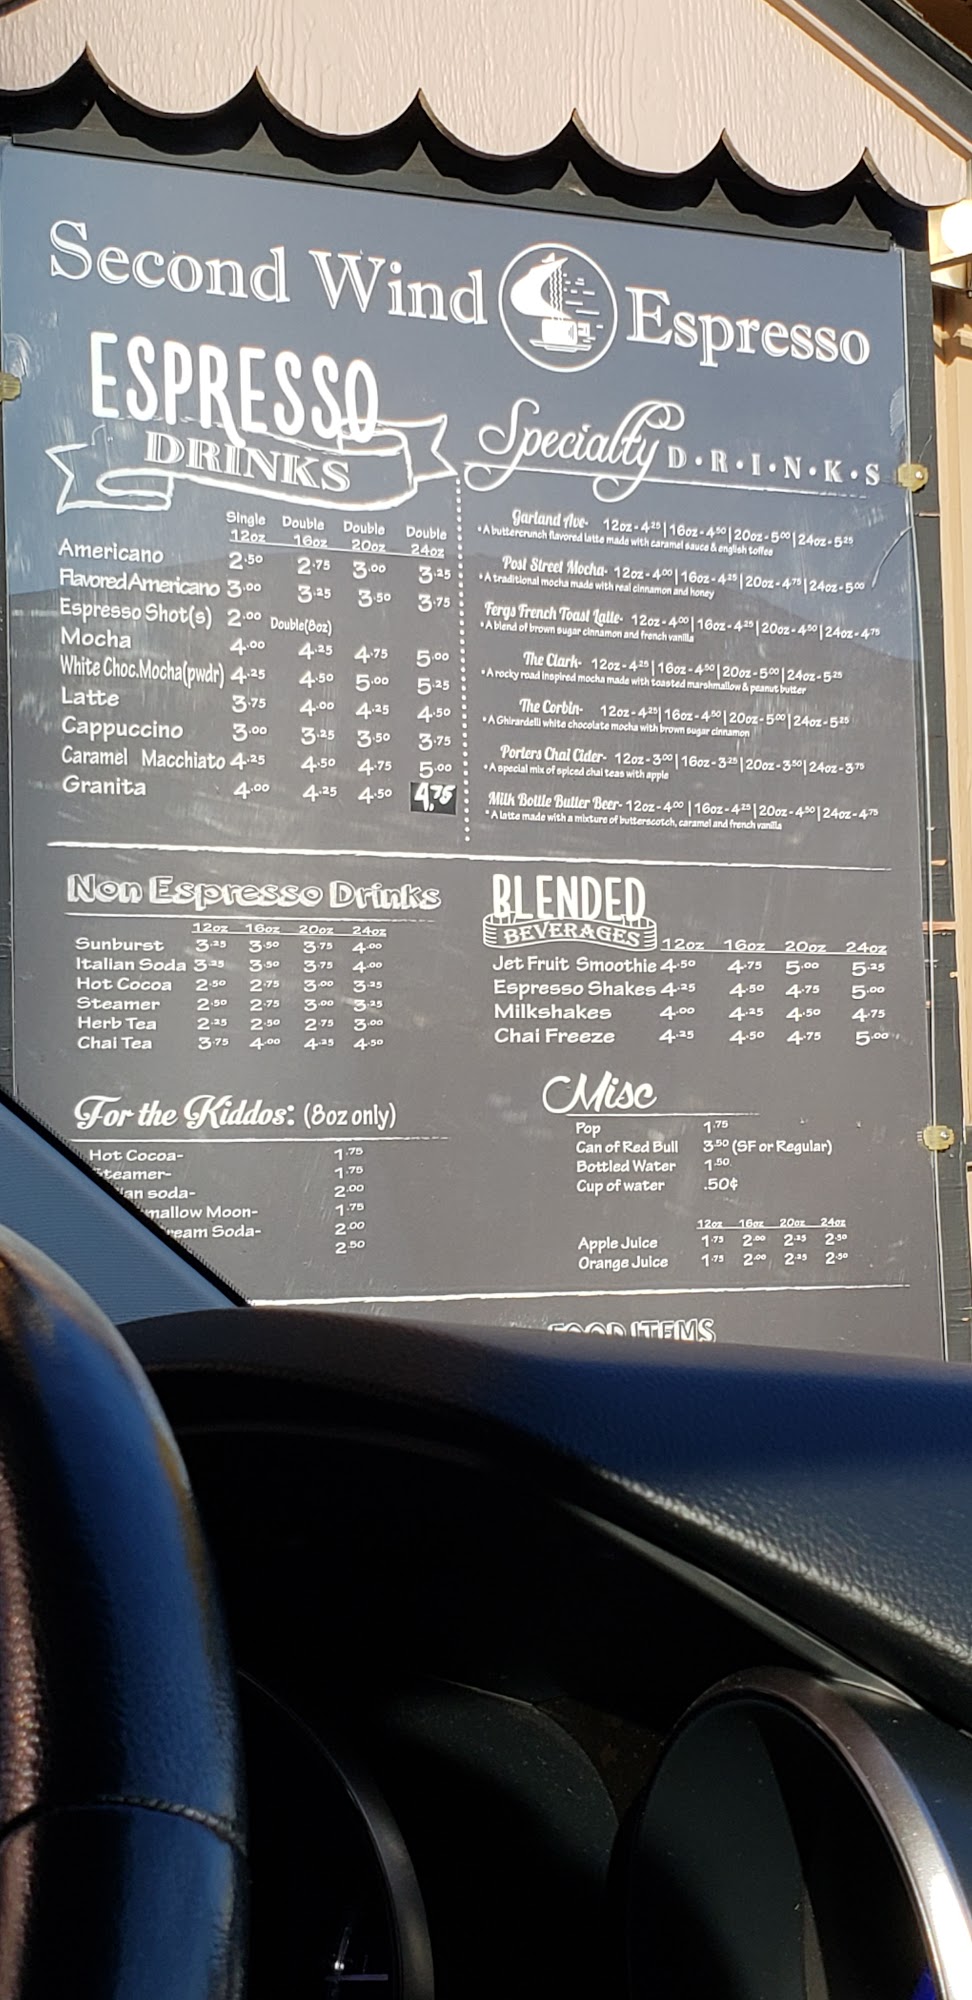 Second Wind Espresso
ESPRESSO
DRINKS
Single Double Double Double
12oz 16oz 20oz 24oz
Americano 2.50 2.75 3.00 3.25
Flavored Americano 3.00 3.25 3.50 3.75
Espresso Shot(s) 2.00 Double(8oz)
Mocha 4.00 4.25 4.75 5.00
White Choc.Mocha(pwdr) 4.25 4.50 5.00 5.25
Latte 3.75 4.00 4.25 4.50
Cappuccino 3.00 3.25 3.50 3.75
Caramel Macchiato 4.25 4.50 4.75 5.00
Granita 4.00 4.25 4.50 4.75
Specialty D·R·I·N·K·S
Garland Ave- 12oz-4.25|16oz-4.50|20oz-5.00|24oz-5.25
*A buttercrunch flavored latte made with caramel sauce & english toffee
Post Street Mocha- 12oz-4.00|16oz-4.25|20oz-4.75|24oz-5.00
*A traditional mocha made with real cinnamon and honey
Fergs French Toast Latte- 12oz-4.00|16oz-4.25|20oz-4.50|24oz-4.75
*A blend of brown sugar cinnamon and french vanilla
The Clark- 12oz-4.25|16oz-4.50|20oz-5.00|24oz-5.25
*A rocky road inspired mocha made with toasted marshmallow & peanut butter
The Corbin- 12oz-4.25|16oz-4.50|20oz-5.00|24oz-5.25
*A Ghirardelli white chocolate mocha with brown sugar cinnamon
Porters Chai Cider- 12oz-3.00|16oz-3.25|20oz-3.50|24oz-3.75
*A special mix of spiced chai teas with apple
Milk Bottle Butter Beer- 12oz-4.00|16oz-4.25|20oz-4.50|24oz-4.75
*A latte made with a mixture of butterscotch, caramel and french vanilla
Non Espresso Drinks
12oz 16oz 20oz 24oz
Sunburst 3.25 3.50 3.75 4.00
Italian Soda 3.25 3.50 3.75 4.00
Hot Cocoa 2.50 2.75 3.00 3.25
Steamer 2.50 2.75 3.00 3.25
Herb Tea 2.25 2.50 2.75 3.00
Chai Tea 3.75 4.00 4.25 4.50
BLENDED
BEVERAGES
12oz 16oz 20oz 24oz
Jet Fruit Smoothie 4.50 4.75 5.00 5.25
Espresso Shakes 4.25 4.50 4.75 5.00
Milkshakes 4.00 4.25 4.50 4.75
Chai Freeze 4.25 4.50 4.75 5.00
For the Kiddos: (8oz only)
Hot Cocoa- 1.75
Steamer- 1.75
soda- 2.00
Moon- 1.75
Soda- 2.00
2.50
Misc
Pop 1.75
Can of Red Bull 3.50 (SF or Regular)
Bottled Water 1.50
Cup of water .50¢
12oz 16oz 20oz 24oz
Apple Juice 1.75 2.00 2.25 2.50
Orange Juice 1.75 2.00 2.25 2.50
FOOD ITEMS